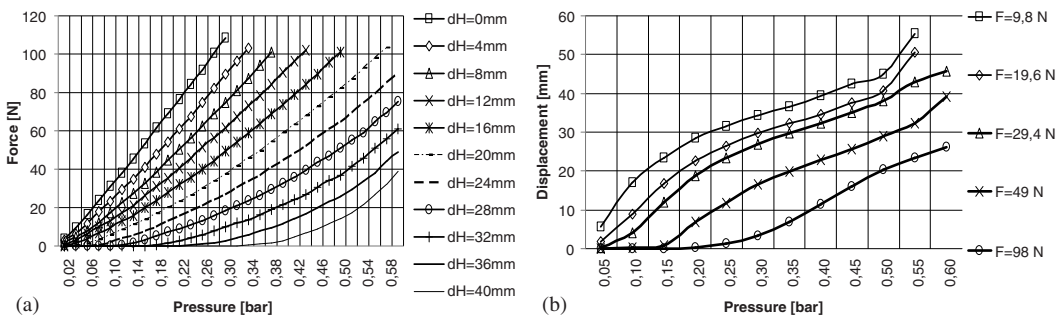 120
100
80
60
40
20
0
Force [N]
0,02
0,06
0,10
0,14
0,18
0,22
0,26
0,30
0,34
0,38
0,42
0,46
0,50
0,54
0,58
Pressure [bar]
(a)
dH=0mm
dH=4mm
dH=8mm
dH=12mm
dH=16mm
dH=20mm
dH=24mm
dH=28mm
dH=32mm
dH=36mm
dH=40mm
60
50
40
30
20
10
0
Displacement [mm]
0,05
0,10
0,15
0,20
0,25
0,30
0,35
0,40
0,45
0,50
0,55
0,60
Pressure [bar]
(b)
F=9,8 N
F=19,6 N
F=29,4 N
F=49 N
F=98 N